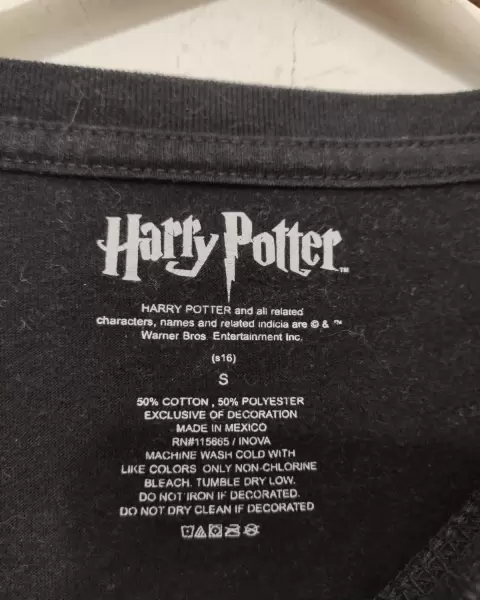 Harry Potter™
HARRY POTTER and all related
characters, names and related indicia are © & ™
Warner Bros. Entertainment Inc.
(s16)
S
50% COTTON , 50% POLYESTER
EXCLUSIVE OF DECORATION
MADE IN MEXICO
RN#115665 / INOVA
MACHINE WASH COLD WITH
LIKE COLORS ONLY NON-CHLORINE
BLEACH. TUMBLE DRY LOW.
DO NOT IRON IF DECORATED.
DO NOT DRY CLEAN IF DECORATED